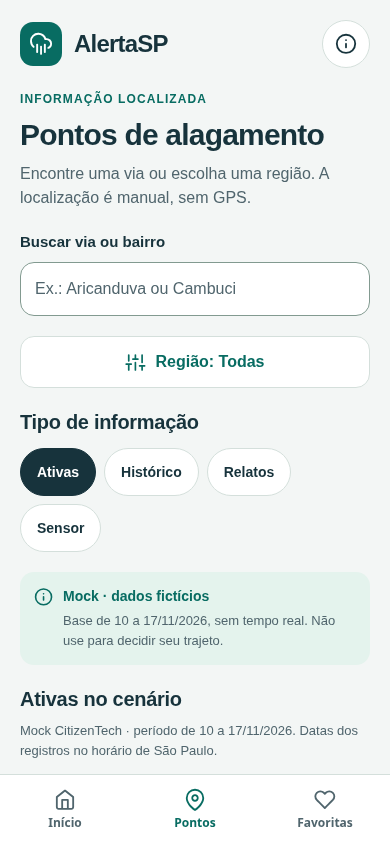 AlertaSP
INFORMAÇÃO LOCALIZADA
Pontos de alagamento
Encontre uma via ou escolha uma região. A
localização é manual, sem GPS.
Buscar via ou bairro
Ex.: Aricanduva ou Cambuci
Região: Todas
Tipo de informação
Ativas Histórico Relatos
Sensor
Mock · dados fictícios
Base de 10 a 17/11/2026, sem tempo real. Não
use para decidir seu trajeto.
Ativas no cenário
Mock CitizenTech · período de 10 a 17/11/2026. Datas dos
registros no horário de São Paulo.
Início Pontos Favoritas